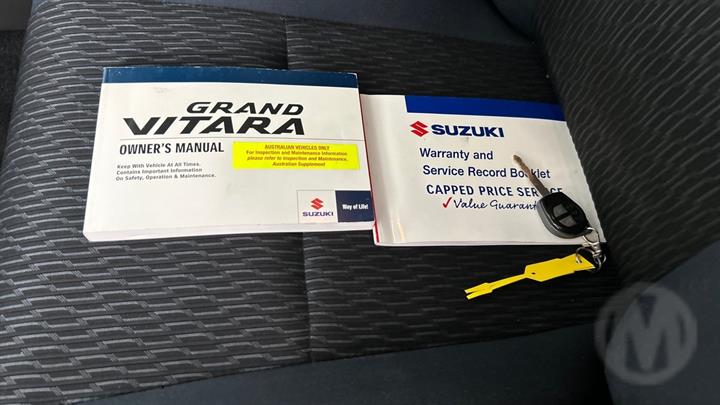 GRAND
VITARA
OWNER'S MANUAL
AUSTRALIAN VEHICLES ONLY
For Inspection and Maintenance Information
please refer to Inspection and Maintenance,
Australian Supplement
Keep With Vehicle At All Times.
Contains Important Information
On Safety, Operation & Maintenance.
SUZUKI
Way of Life!
SUZUKI
Warranty and
Service Record Booklet
CAPPED PRICE SERVICE
✓Value Guarant
M